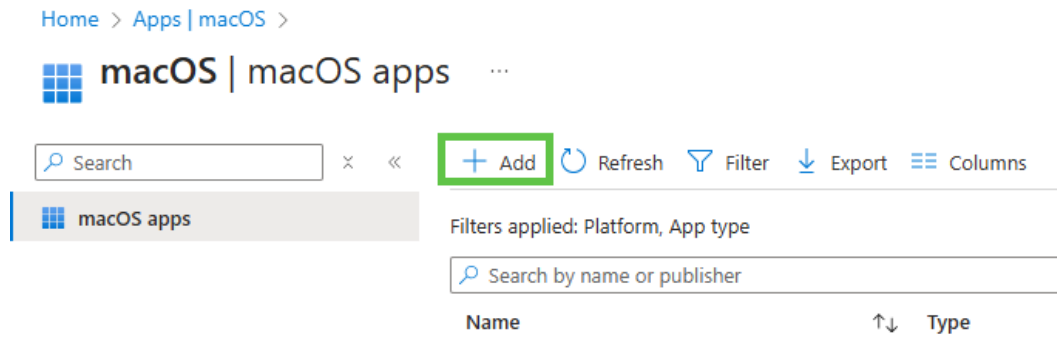 Home > Apps | macOS >
macOS | macOS apps ...
Search
+ Add Refresh Filter Export Columns
macOS apps
Filters applied: Platform, App type
Search by name or publisher
Name ↑↓ Type